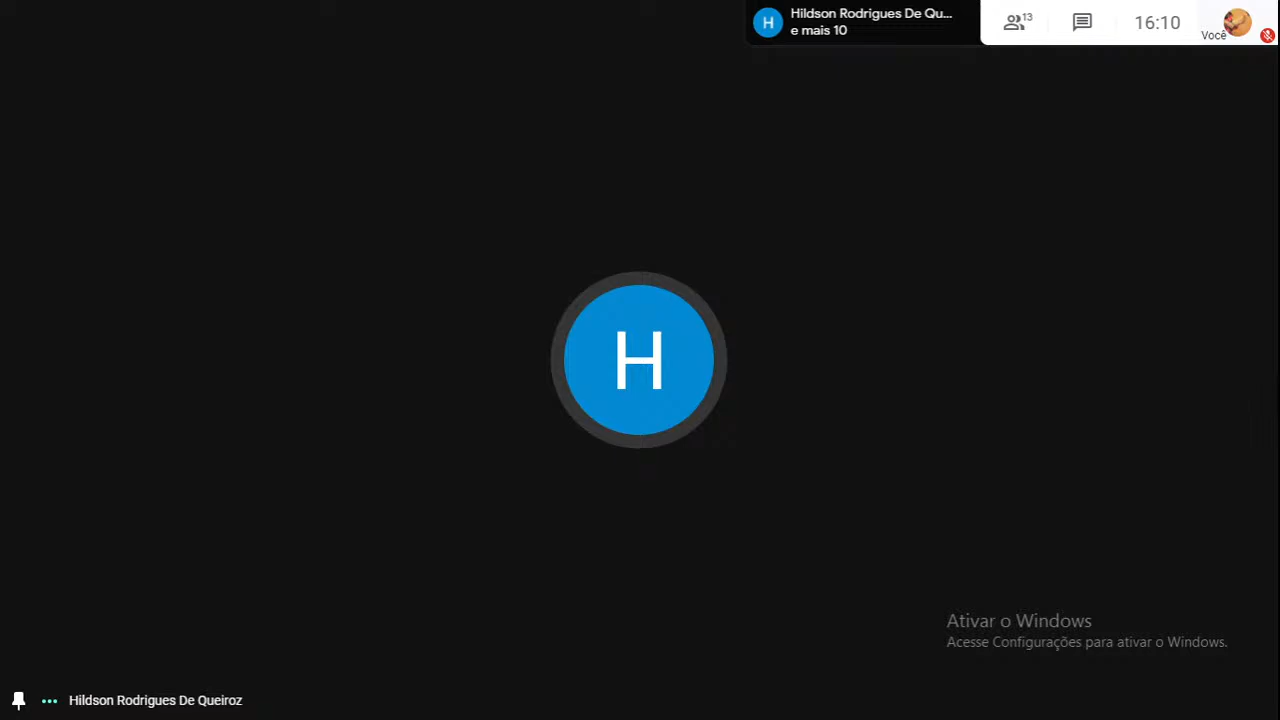 H
Hildson Rodrigues De Qu...
e mais 10
13
16:10
Você
H
Ativar o Windows
Acesse Configurações para ativar o Windows.
Hildson Rodrigues De Queiroz